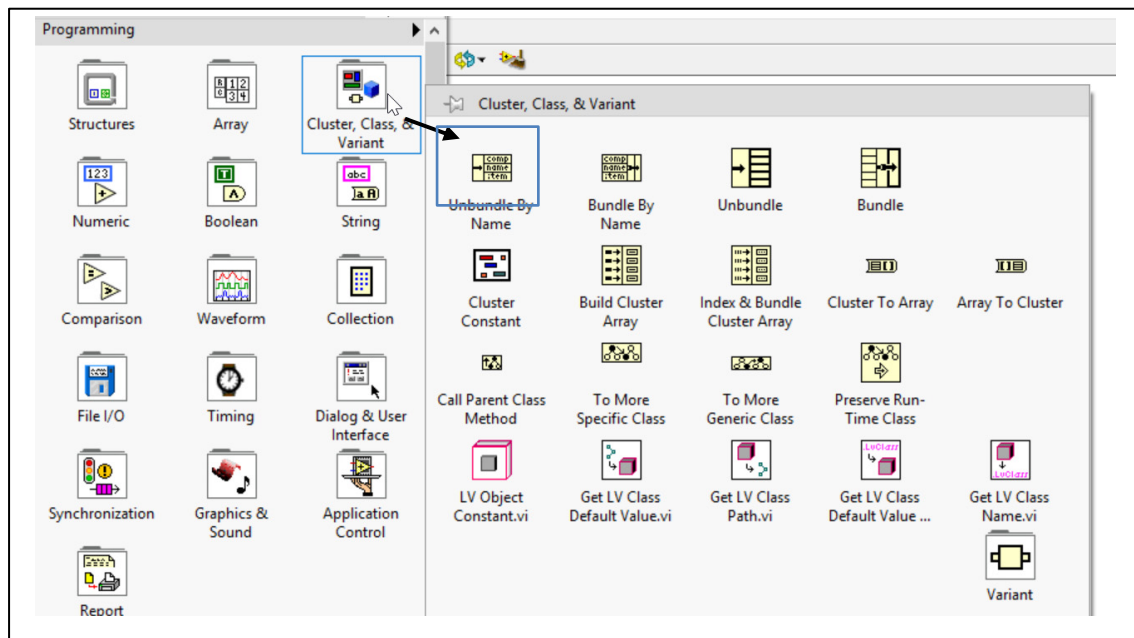 Programming
Structures
Array
Cluster, Class, &
Variant
Numeric
Boolean
String
Comparison
Waveform
Collection
File I/O
Timing
Dialog & User
Interface
Synchronization
Graphics &
Sound
Application
Control
Report
Cluster, Class, & Variant
Unbundle By
Name
Bundle By
Name
Unbundle
Bundle
Cluster
Constant
Build Cluster
Array
Index & Bundle
Cluster Array
Cluster To Array
Array To Cluster
Call Parent Class
Method
To More
Specific Class
To More
Generic Class
Preserve Run-
Time Class
LV Object
Constant.vi
Get LV Class
Default Value.vi
Get LV Class
Path.vi
Get LV Class
Default Value ...
Get LV Class
Name.vi
Variant